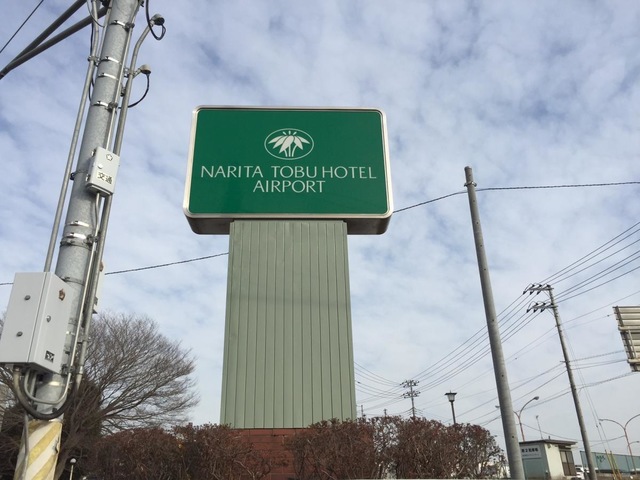 NARITA TOBU HOTEL
AIRPORT
交通